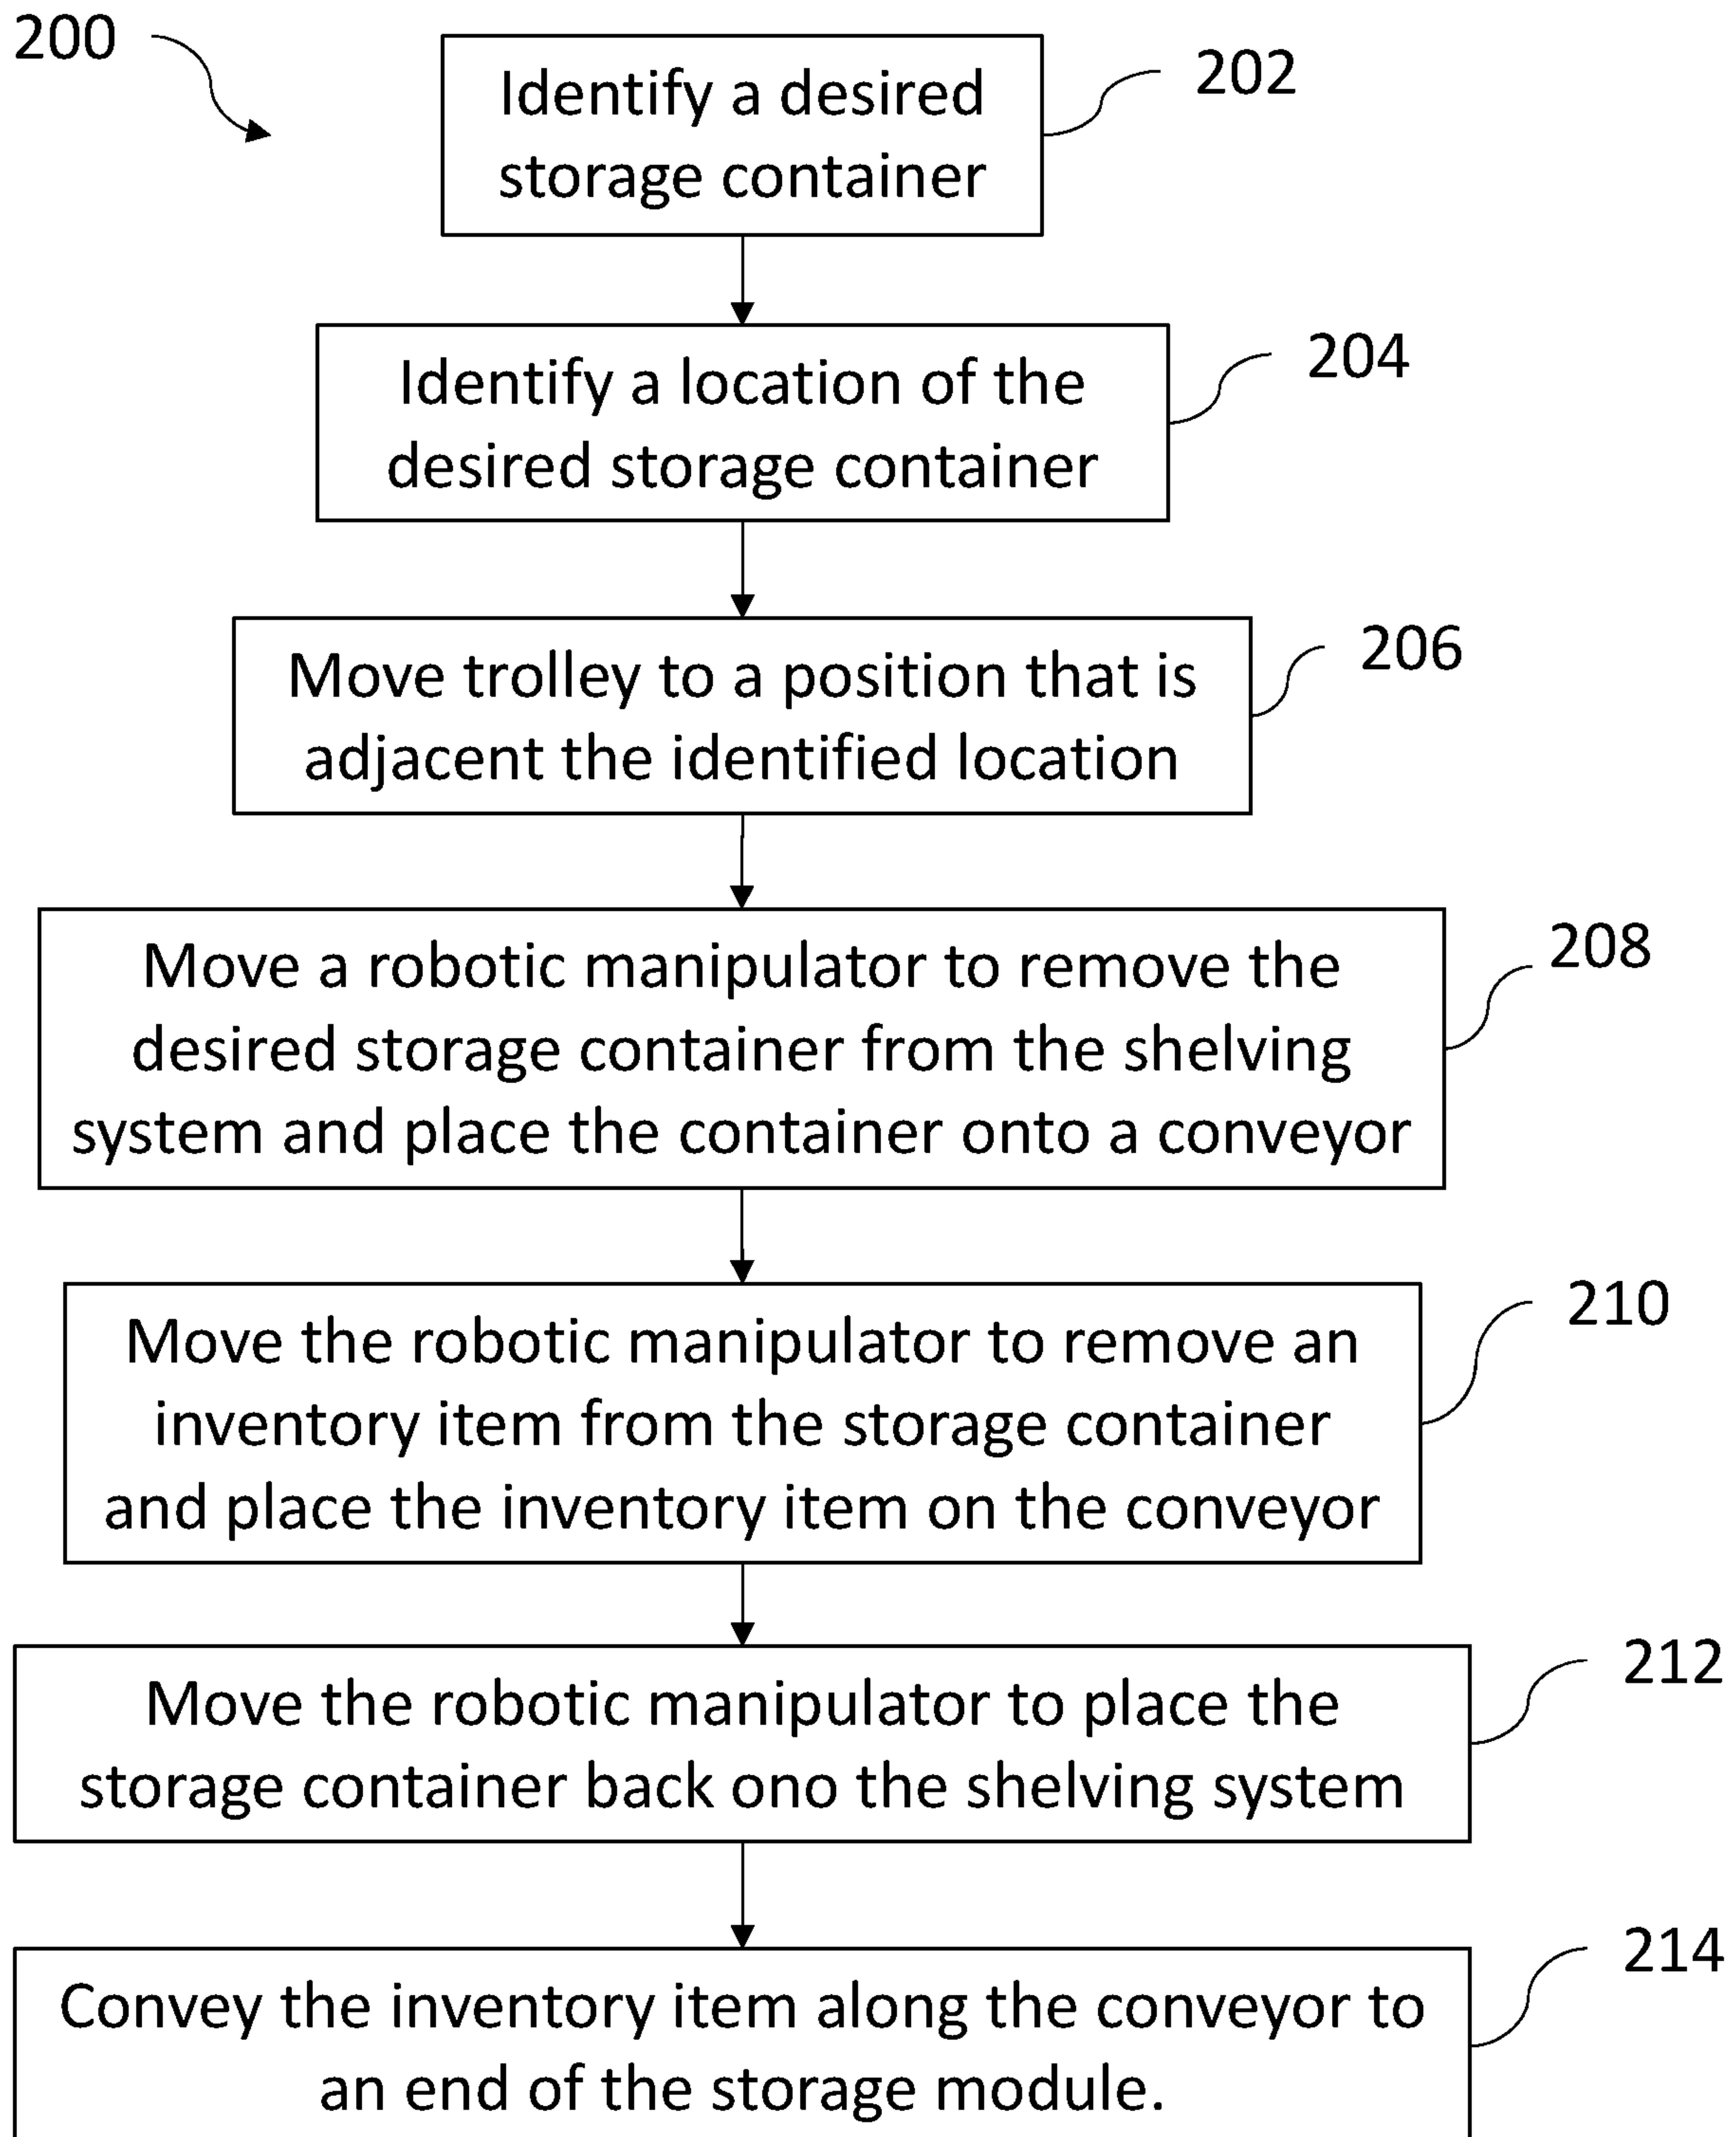 200
Identify a desired
storage container
202
Identify a location of the
desired storage container
204
Move trolley to a position that is
adjacent the identified location
206
Move a robotic manipulator to remove the
desired storage container from the shelving
system and place the container onto a conveyor
208
Move the robotic manipulator to remove an
inventory item from the storage container
and place the inventory item on the conveyor
210
Move the robotic manipulator to place the
storage container back ono the shelving system
212
Convey the inventory item along the conveyor to
an end of the storage module.
214